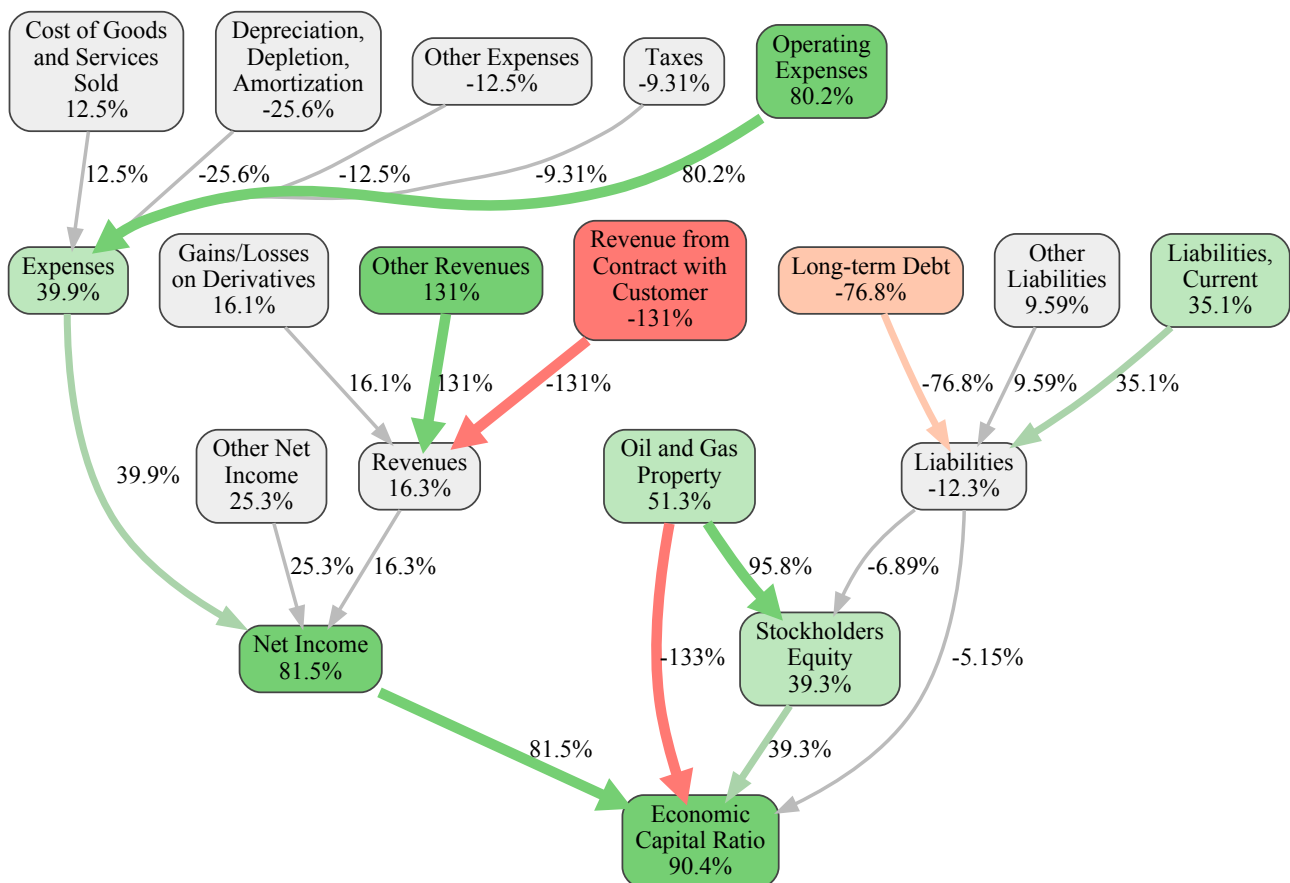 Cost of Goods
and Services
Sold
12.5%
Depreciation,
Depletion,
Amortization
-25.6%
Other Expenses
-12.5%
Taxes
-9.31%
Operating
Expenses
80.2%
12.5%
-25.6%
-12.5%
-9.31%
80.2%
Expenses
39.9%
Gains/Losses
on Derivatives
16.1%
Other Revenues
131%
Revenue from
Contract with
Customer
-131%
Long-term Debt
-76.8%
Other
Liabilities
9.59%
Liabilities,
Current
35.1%
16.1%
131%
-131%
-76.8%
9.59%
35.1%
39.9%
Other Net
Income
25.3%
Revenues
16.3%
Oil and Gas
Property
51.3%
Liabilities
-12.3%
25.3%
16.3%
95.8%
-6.89%
Net Income
81.5%
-133%
Stockholders
Equity
39.3%
-5.15%
81.5%
39.3%
Economic
Capital Ratio
90.4%